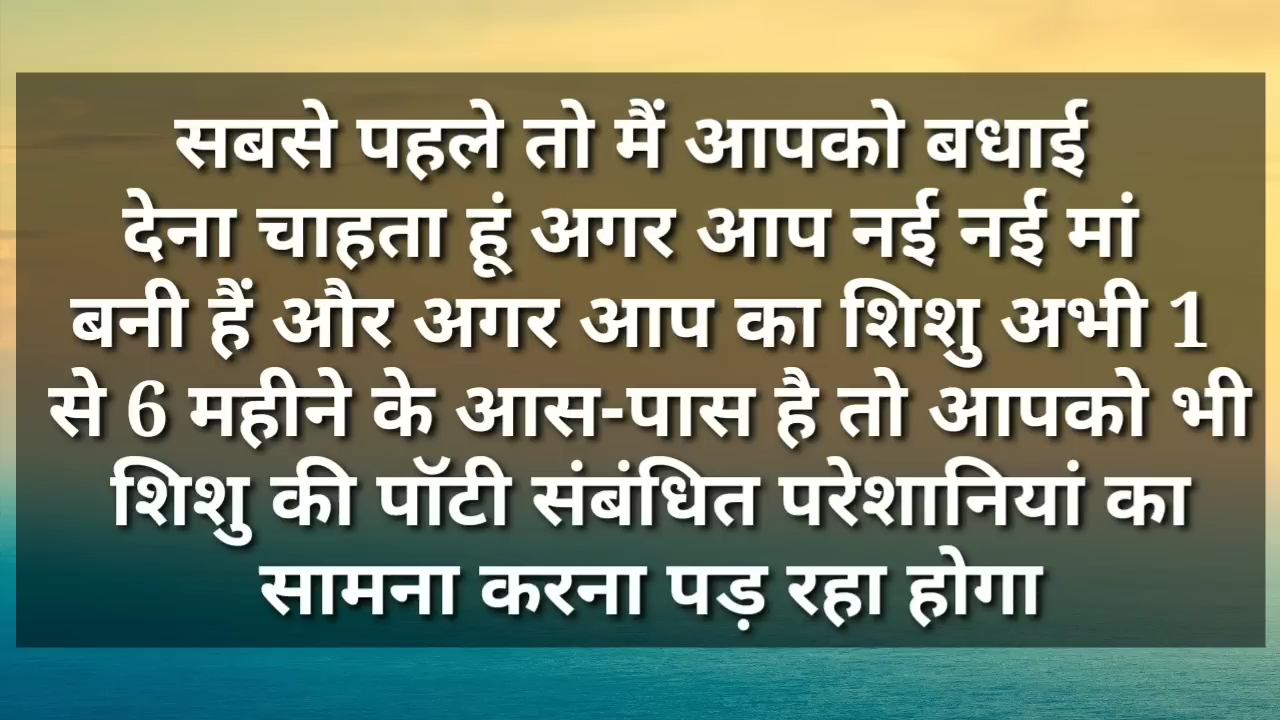 सबसे पहले तो मैं आपको बधाई
देना चाहता हूं अगर आप नई नई मां
बनी हैं और अगर आप का शिशु अभी 1
से 6 महीने के आस-पास है तो आपको भी
शिशु की पॉटी संबंधित परेशानियां का
सामना करना पड़ रहा होगा